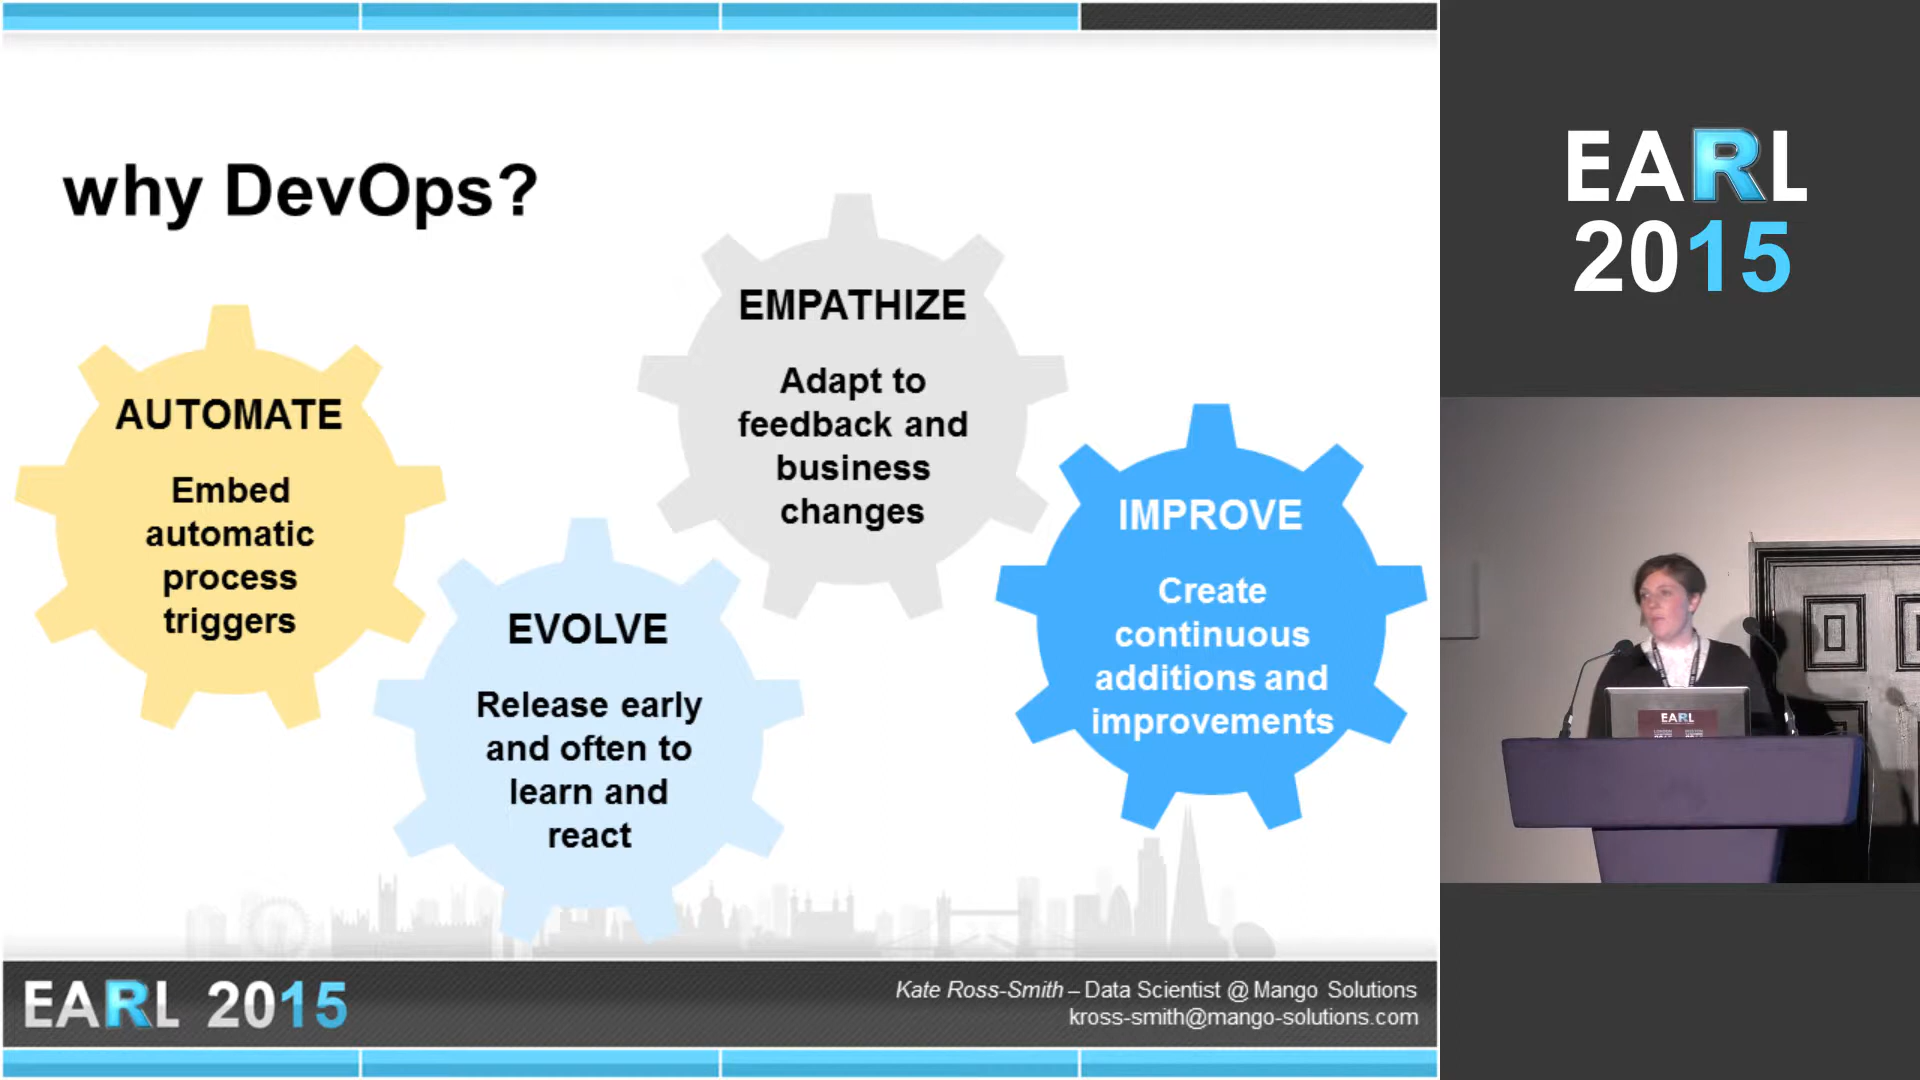 why DevOps?
AUTOMATE
Embed
automatic
process
triggers
EVOLVE
Release early
and often to
learn and
react
EMPATHIZE
Adapt to
feedback and
business
changes
IMPROVE
Create
continuous
additions and
improvements
EARL 2015
Kate Ross-Smith – Data Scientist @ Mango Solutions
kross-smith@mango-solutions.com
EARL
2015
EARL